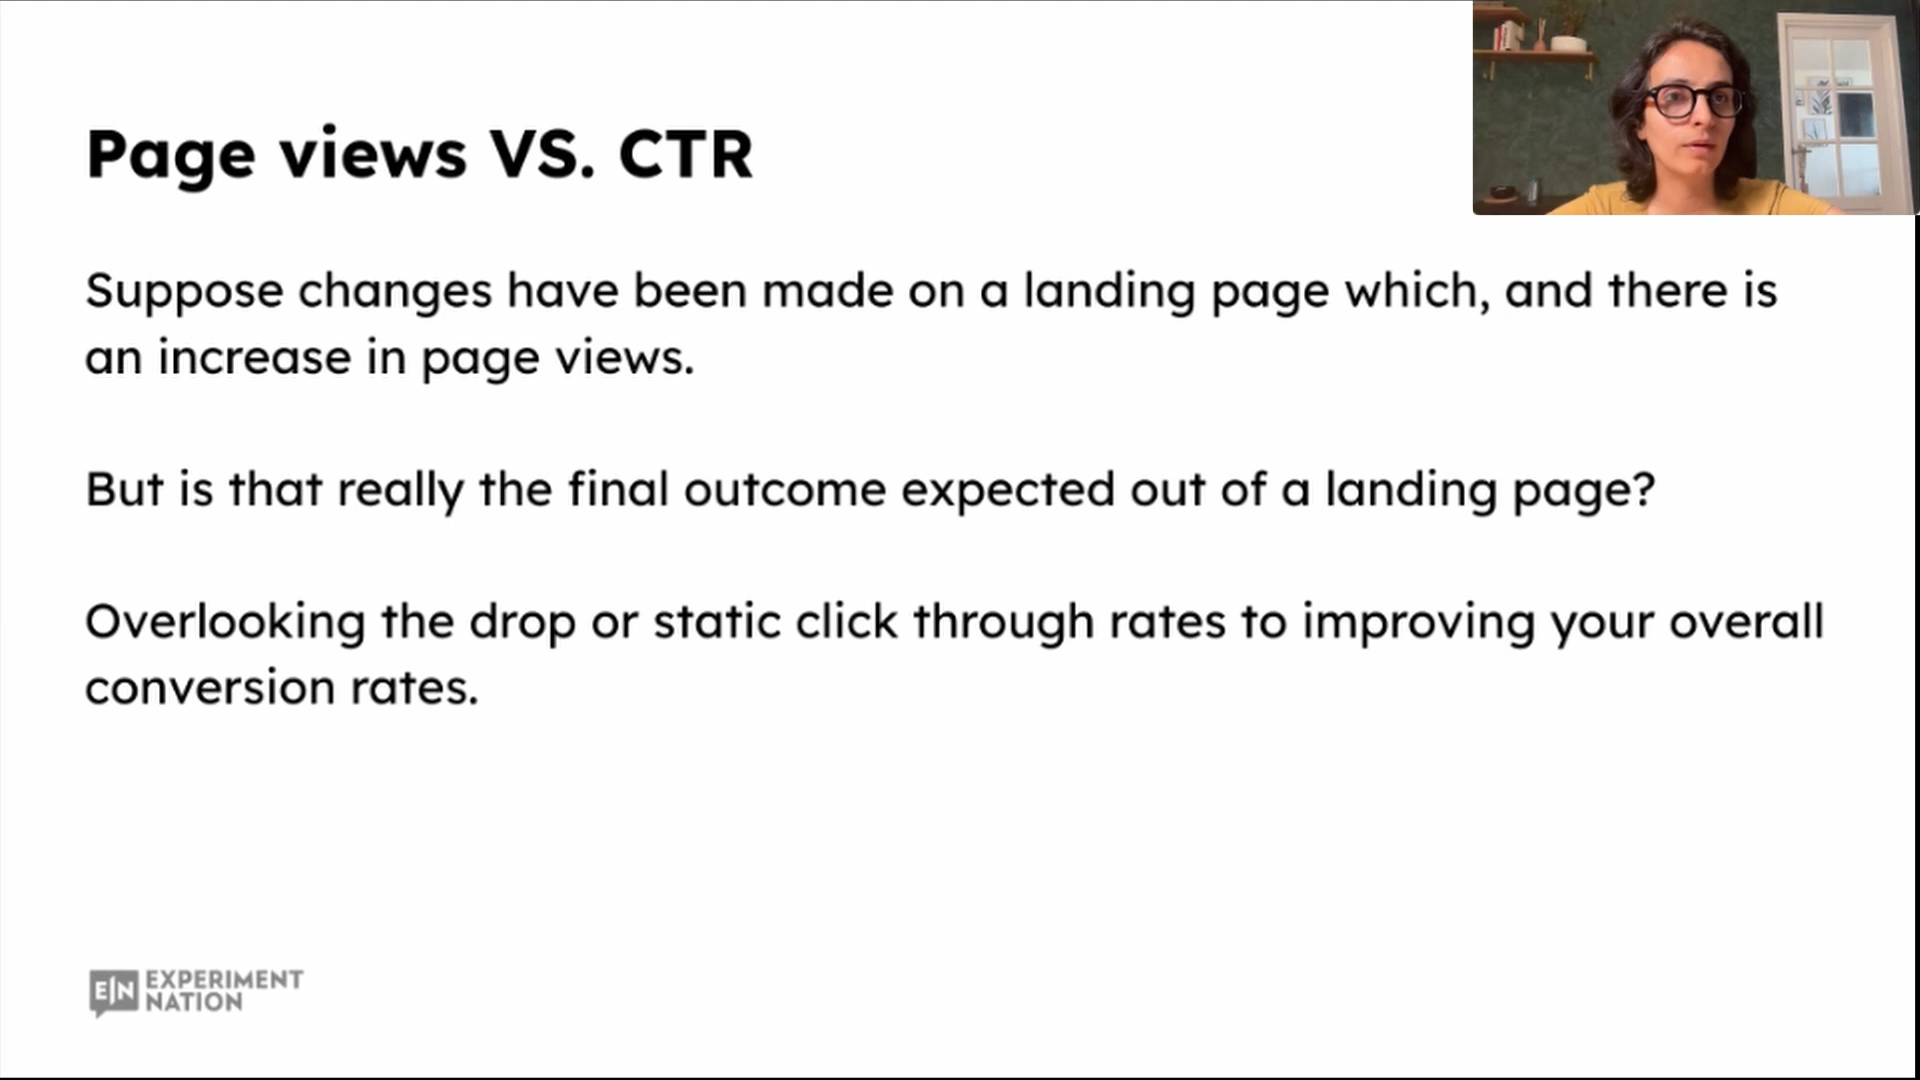 Page views VS. CTR
Suppose changes have been made on a landing page which, and there is
an increase in page views.
But is that really the final outcome expected out of a landing page?
Overlooking the drop or static click through rates to improving your overall
conversion rates.
E|N EXPERIMENT
NATION